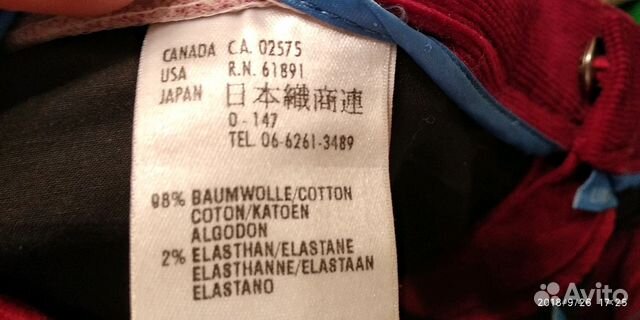 CANADA C.A. 02575
USA R.N. 61891
JAPAN 日本織商連
O-147
TEL. 06-6261-3489
98% BAUMWOLLE/COTTON
COTON/KATOEN
ALGODON
2% ELASTHAN/ELASTANE
ELASTHANNE/ELASTAAN
ELASTANO
Avito
2018/9/26 17:25